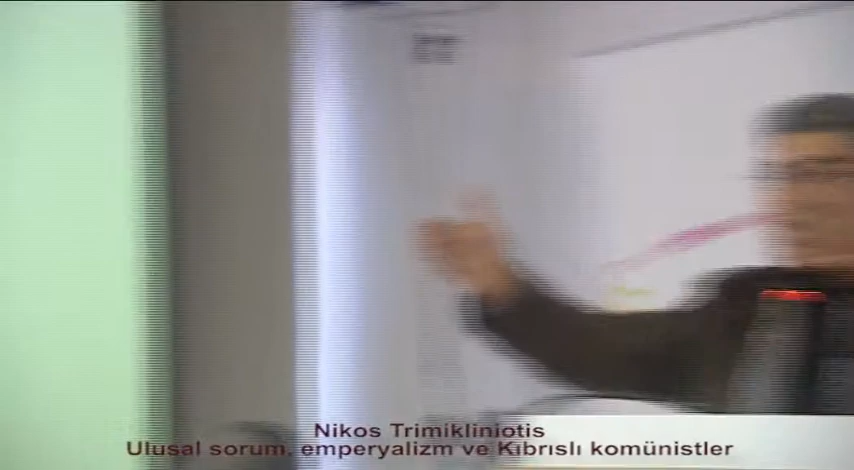 Nikos Trimikliniotis
Ulusal sorum, emperyalizm ve Kıbrıslı komünistler